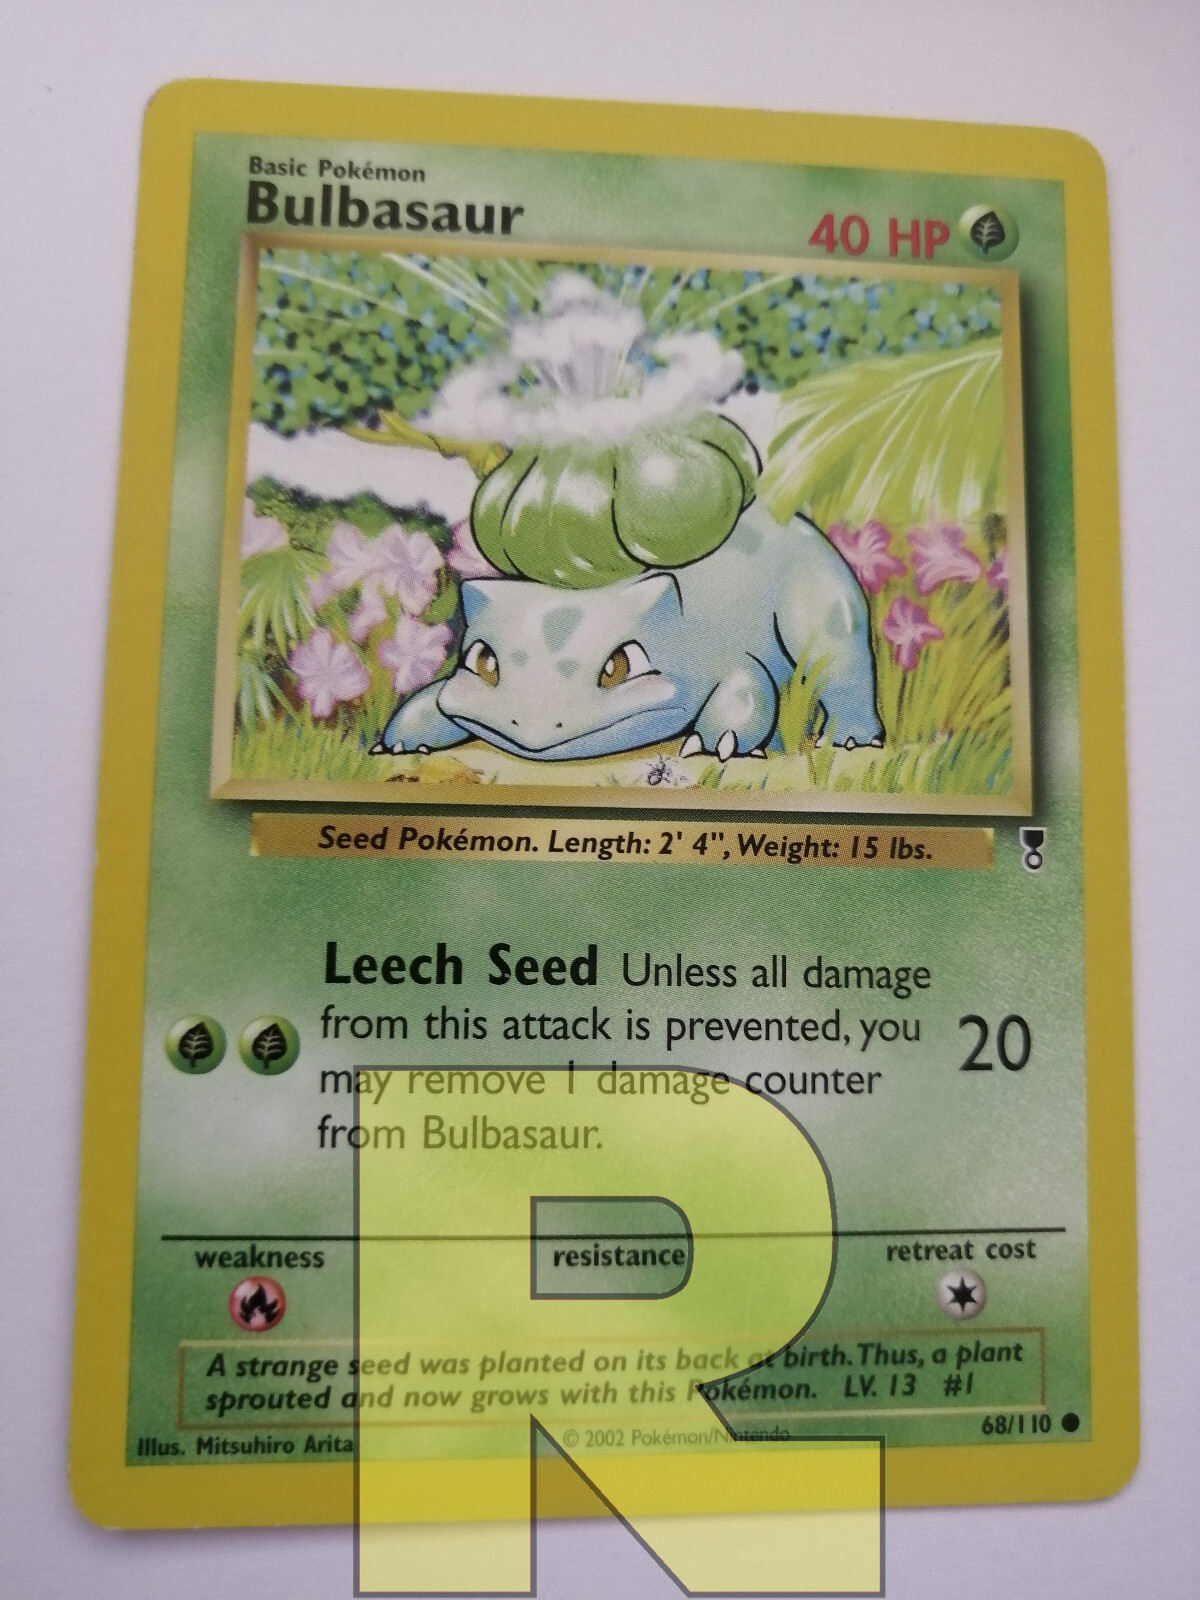 Basic Pokémon
Bulbasaur
40 HP
Seed Pokémon. Length: 2' 4", Weight: 15 lbs.
Leech Seed Unless all damage
from this attack is prevented, you
may remove 1 damage counter
from Bulbasaur.
20
weakness resistance retreat cost
A strange seed was planted on its back at birth. Thus, a plant
sprouted and now grows with this Pokémon. LV. 13 #1
68/110
Illus. Mitsuhiro Arita
© 2002 Pokémon/Nintendo
R